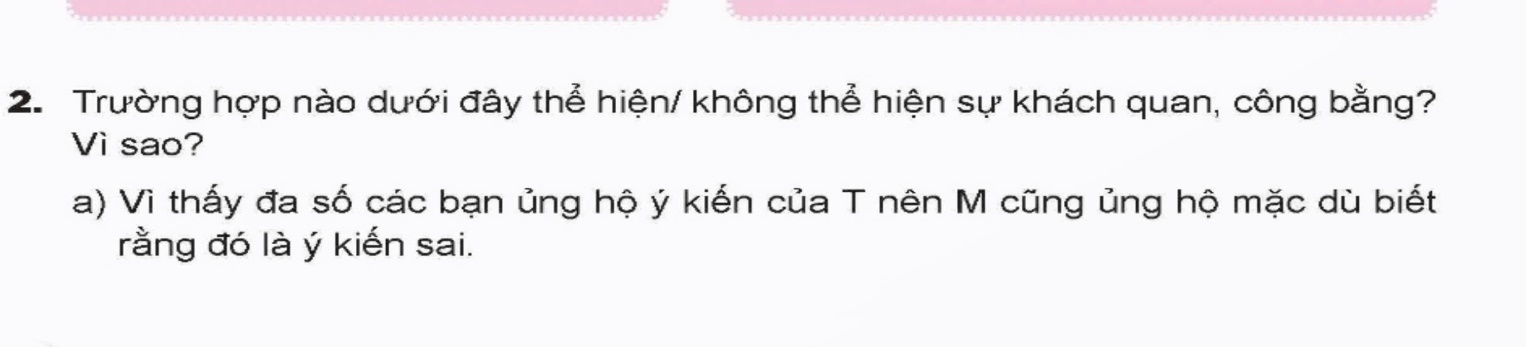 2. Trường hợp nào dưới đây thể hiện/ không thể hiện sự khách quan, công bằng?
Vì sao?
a) Vì thấy đa số các bạn ủng hộ ý kiến của T nên M cũng ủng hộ mặc dù biết
rằng đó là ý kiến sai.